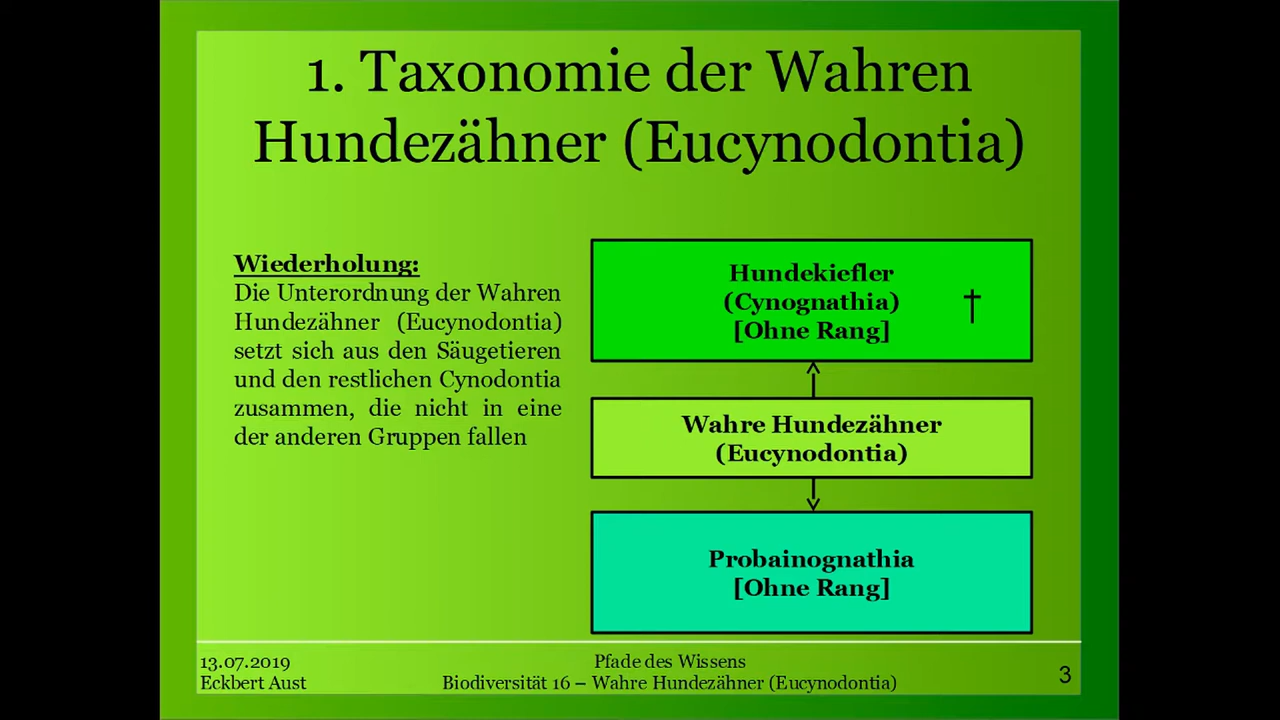 1. Taxonomie der Wahren
Hundezähner (Eucynodontia)
Wiederholung:
Die Unterordnung der Wahren
Hundezähner (Eucynodontia)
setzt sich aus den Säugetieren
und den restlichen Cynodontia
zusammen, die nicht in eine
der anderen Gruppen fallen
Hundekiefler
(Cynognathia)
[Ohne Rang]
†
Wahre Hundezähner
(Eucynodontia)
Probainognathia
[Ohne Rang]
13.07.2019
Eckbert Aust
Pfade des Wissens
Biodiversität 16 – Wahre Hundezähner (Eucynodontia)
3